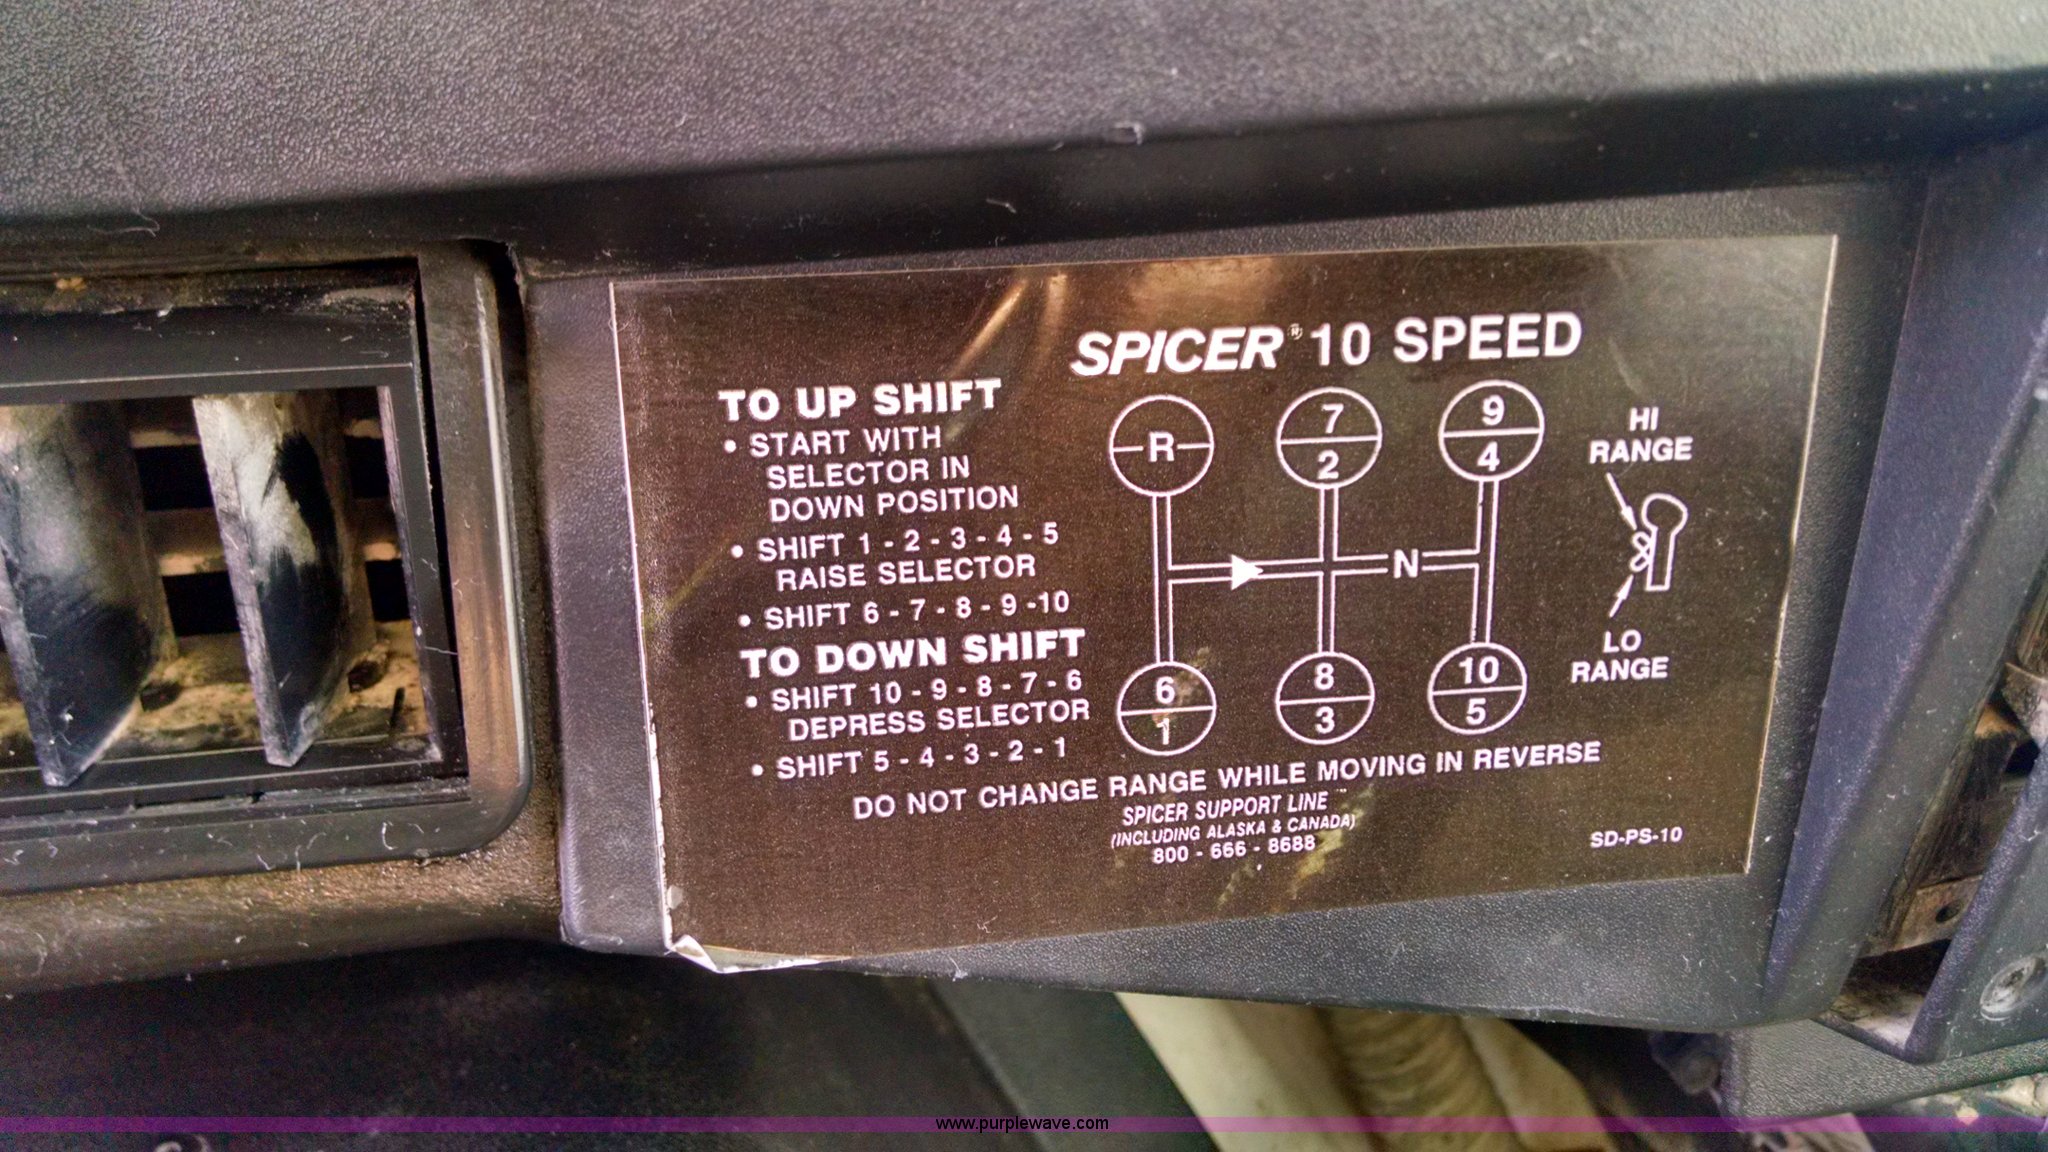 SPICER® 10 SPEED
TO UP SHIFT
• START WITH
SELECTOR IN
DOWN POSITION
• SHIFT 1 - 2 - 3 - 4 - 5
RAISE SELECTOR
• SHIFT 6 - 7 - 8 - 9 -10
TO DOWN SHIFT
• SHIFT 10 - 9 - 8 - 7 - 6
DEPRESS SELECTOR
• SHIFT 5 - 4 - 3 - 2 - 1
R
7
2
9
4
N
6
1
8
3
10
5
HI
RANGE
LO
RANGE
DO NOT CHANGE RANGE WHILE MOVING IN REVERSE
SPICER SUPPORT LINE™
(INCLUDING ALASKA & CANADA)
800 - 666 - 8688
SD-PS-10
www.purplewave.com